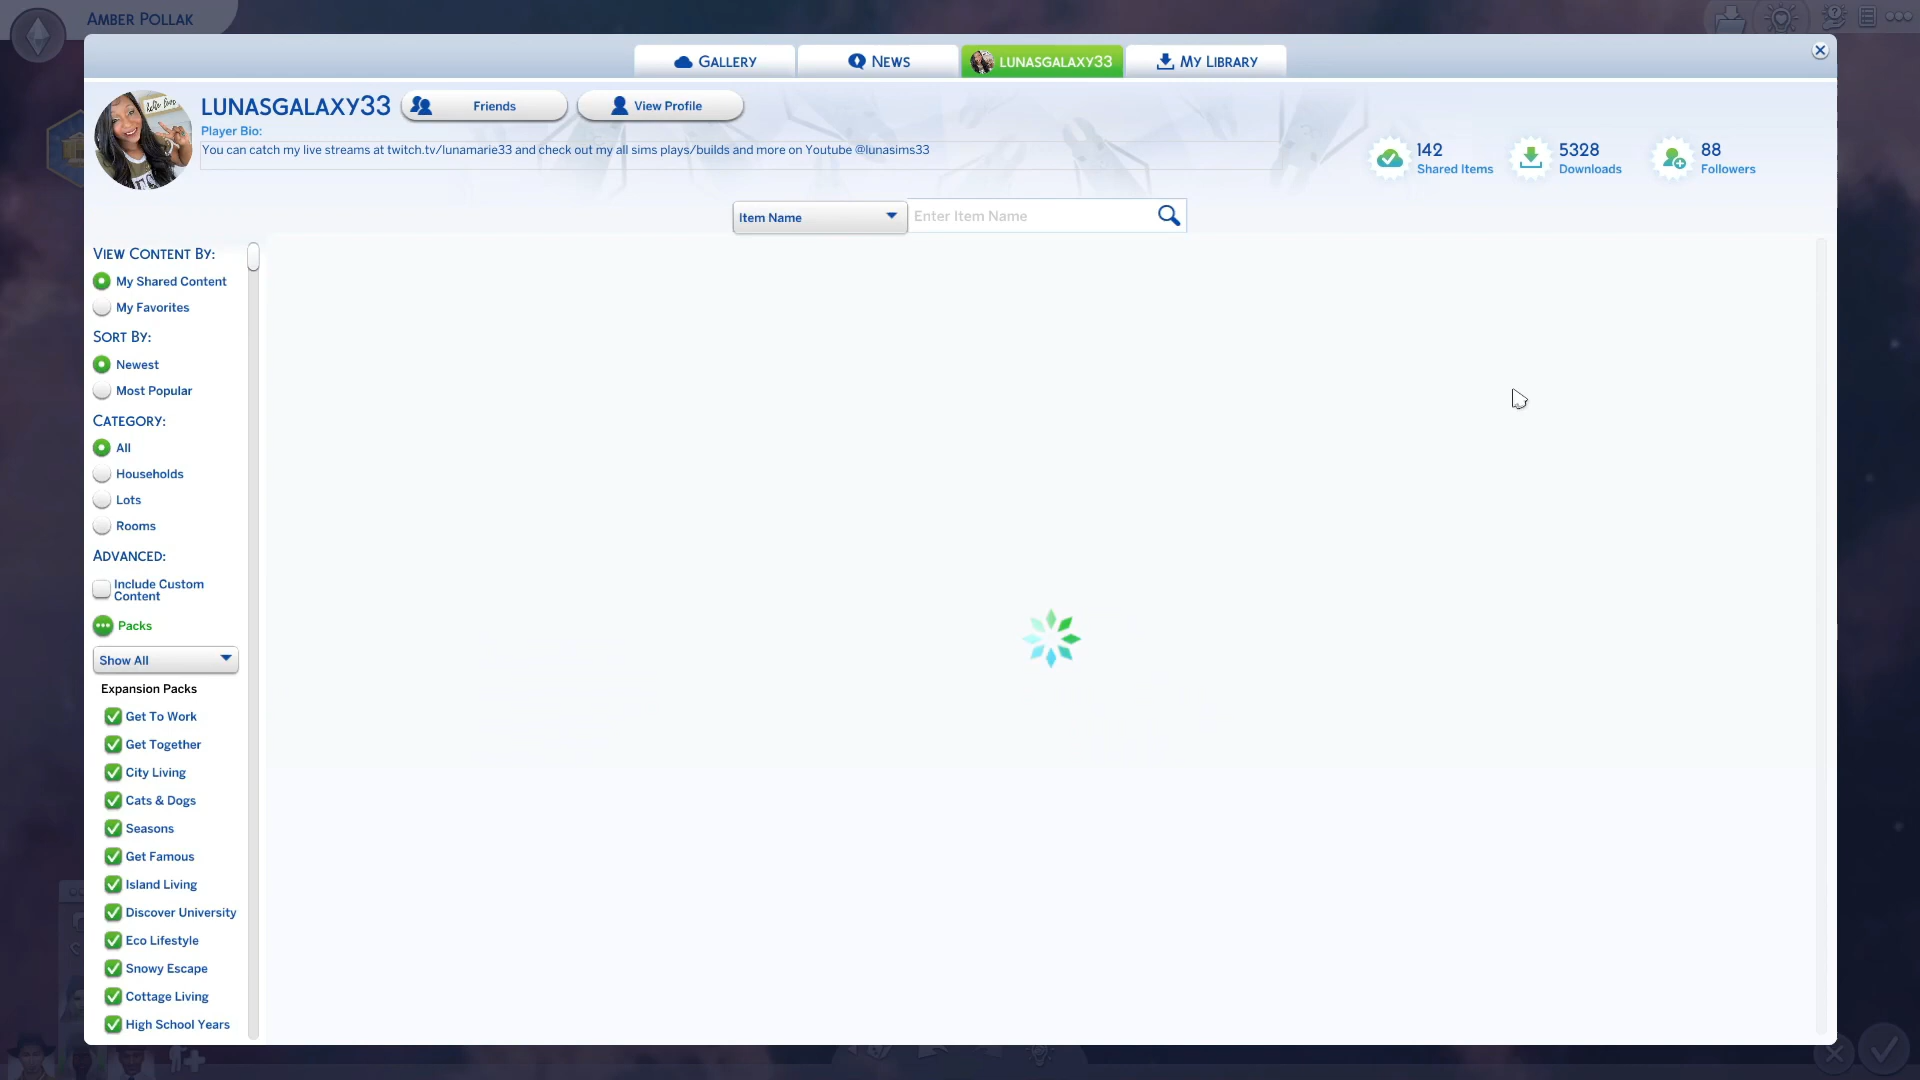 AMBER POLLAK
GALLERY
NEWS
LUNASGALAXY33
MY LIBRARY
LUNASGALAXY33
Friends
View Profile
Player Bio:
You can catch my live streams at twitch.tv/lunamarie33 and check out my all sims plays/builds and more on Youtube @lunasims33
142
Shared Items
5328
Downloads
88
Followers
Item Name
Enter Item Name
VIEW CONTENT BY:
My Shared Content
My Favorites
SORT BY:
Newest
Most Popular
CATEGORY:
All
Households
Lots
Rooms
ADVANCED:
Include Custom
Content
Packs
Show All
Expansion Packs
Get To Work
Get Together
City Living
Cats & Dogs
Seasons
Get Famous
Island Living
Discover University
Eco Lifestyle
Snowy Escape
Cottage Living
High School Years